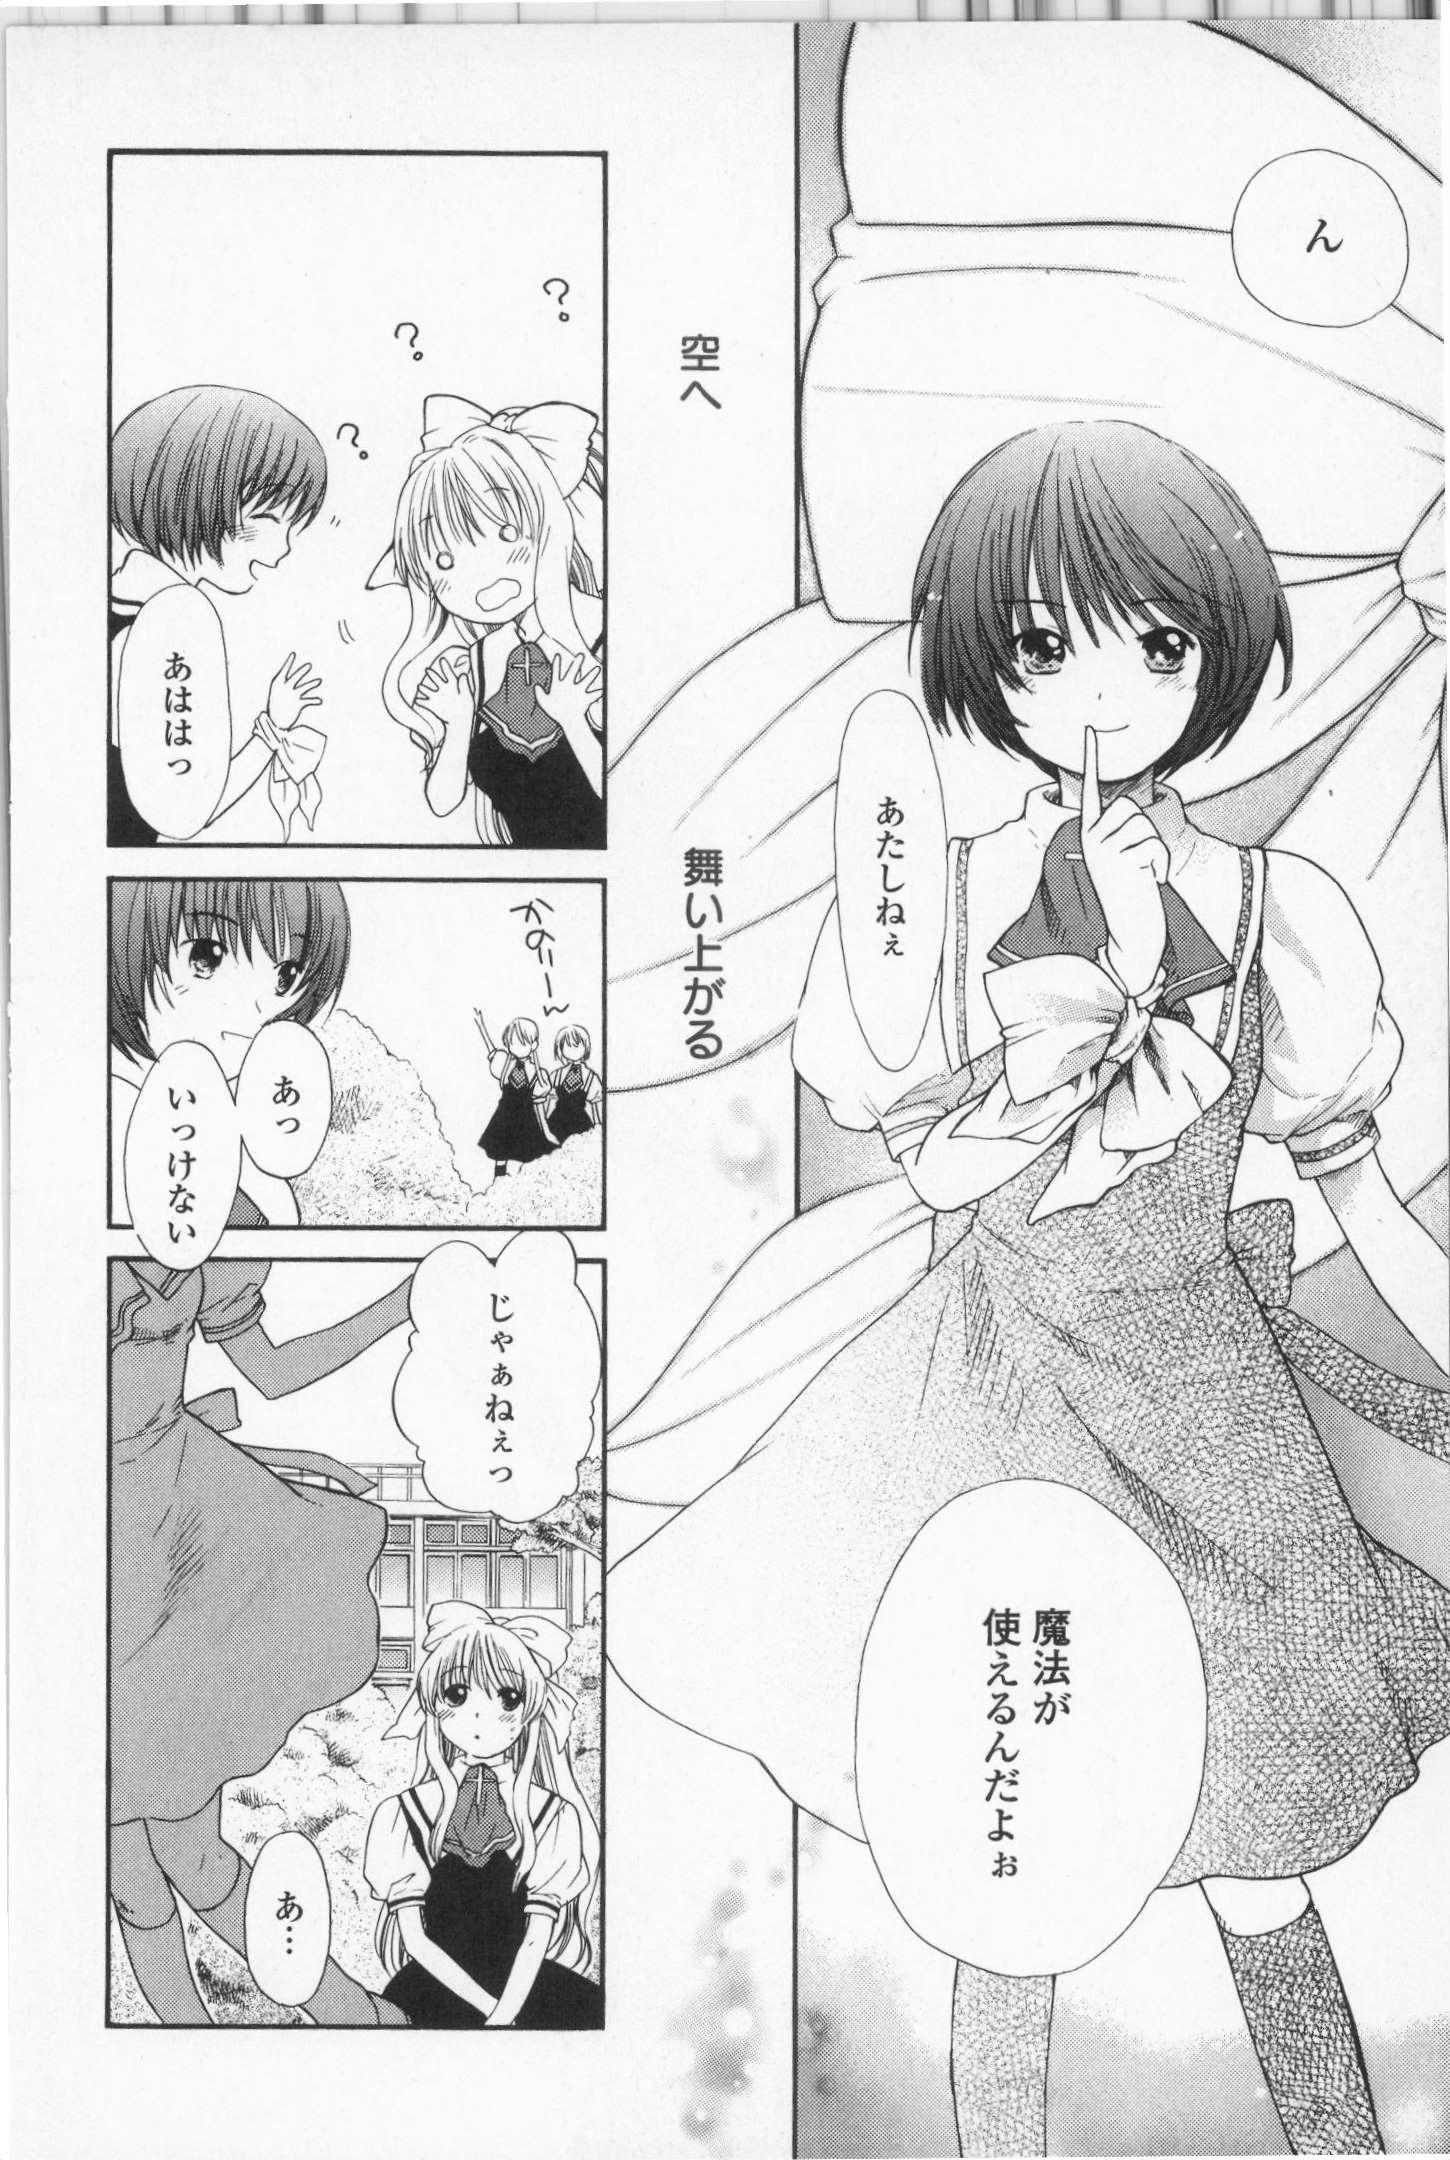 ん
あたしねぇ
魔法が
使えるんだよぉ
空へ
舞い上がる
?
?
?
あははっ
かのりーん
あっ
いっけない
じゃぁねぇっ
あ…